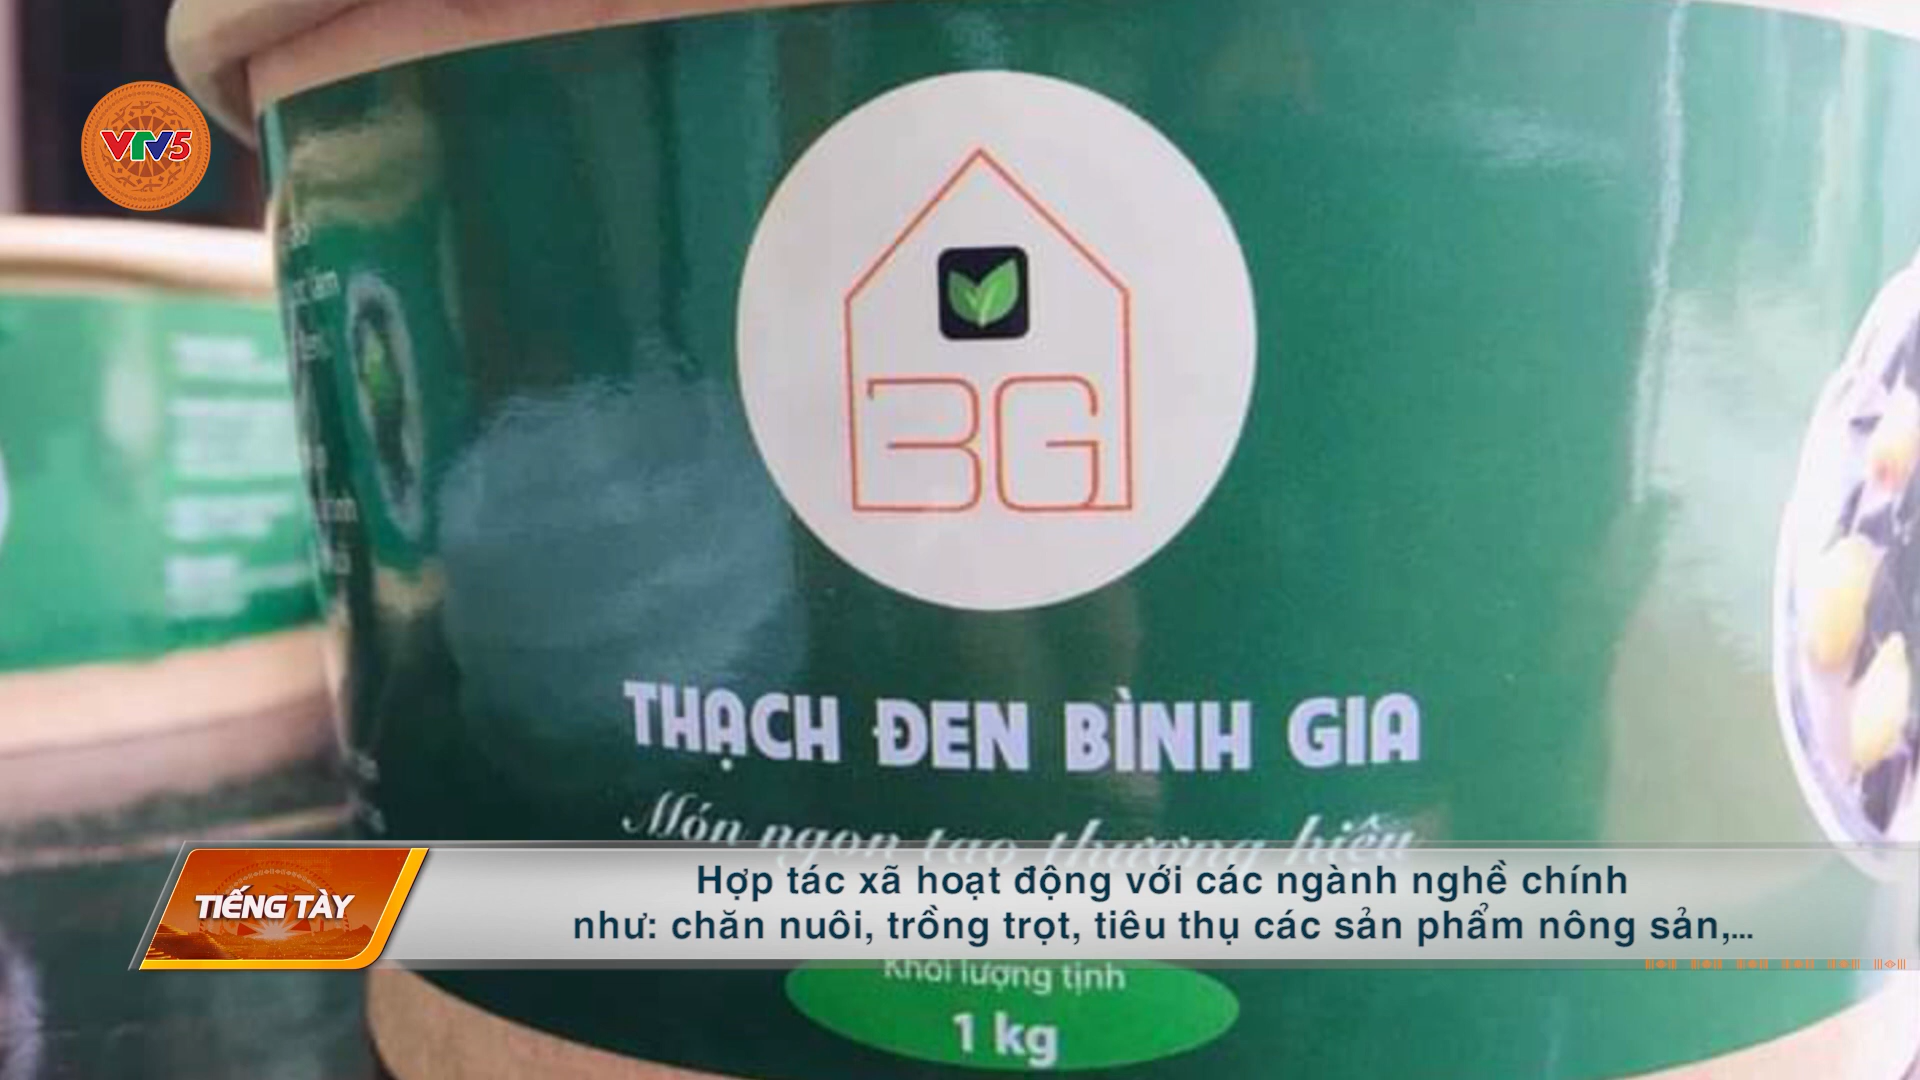 VTV5
BG
THẠCH ĐEN BÌNH GIA
Món ngon tạo thương hiệu
TIẾNG TÀY
Hợp tác xã hoạt động với các ngành nghề chính
như: chăn nuôi, trồng trọt, tiêu thụ các sản phẩm nông sản,...
Khối lượng tịnh
1 kg